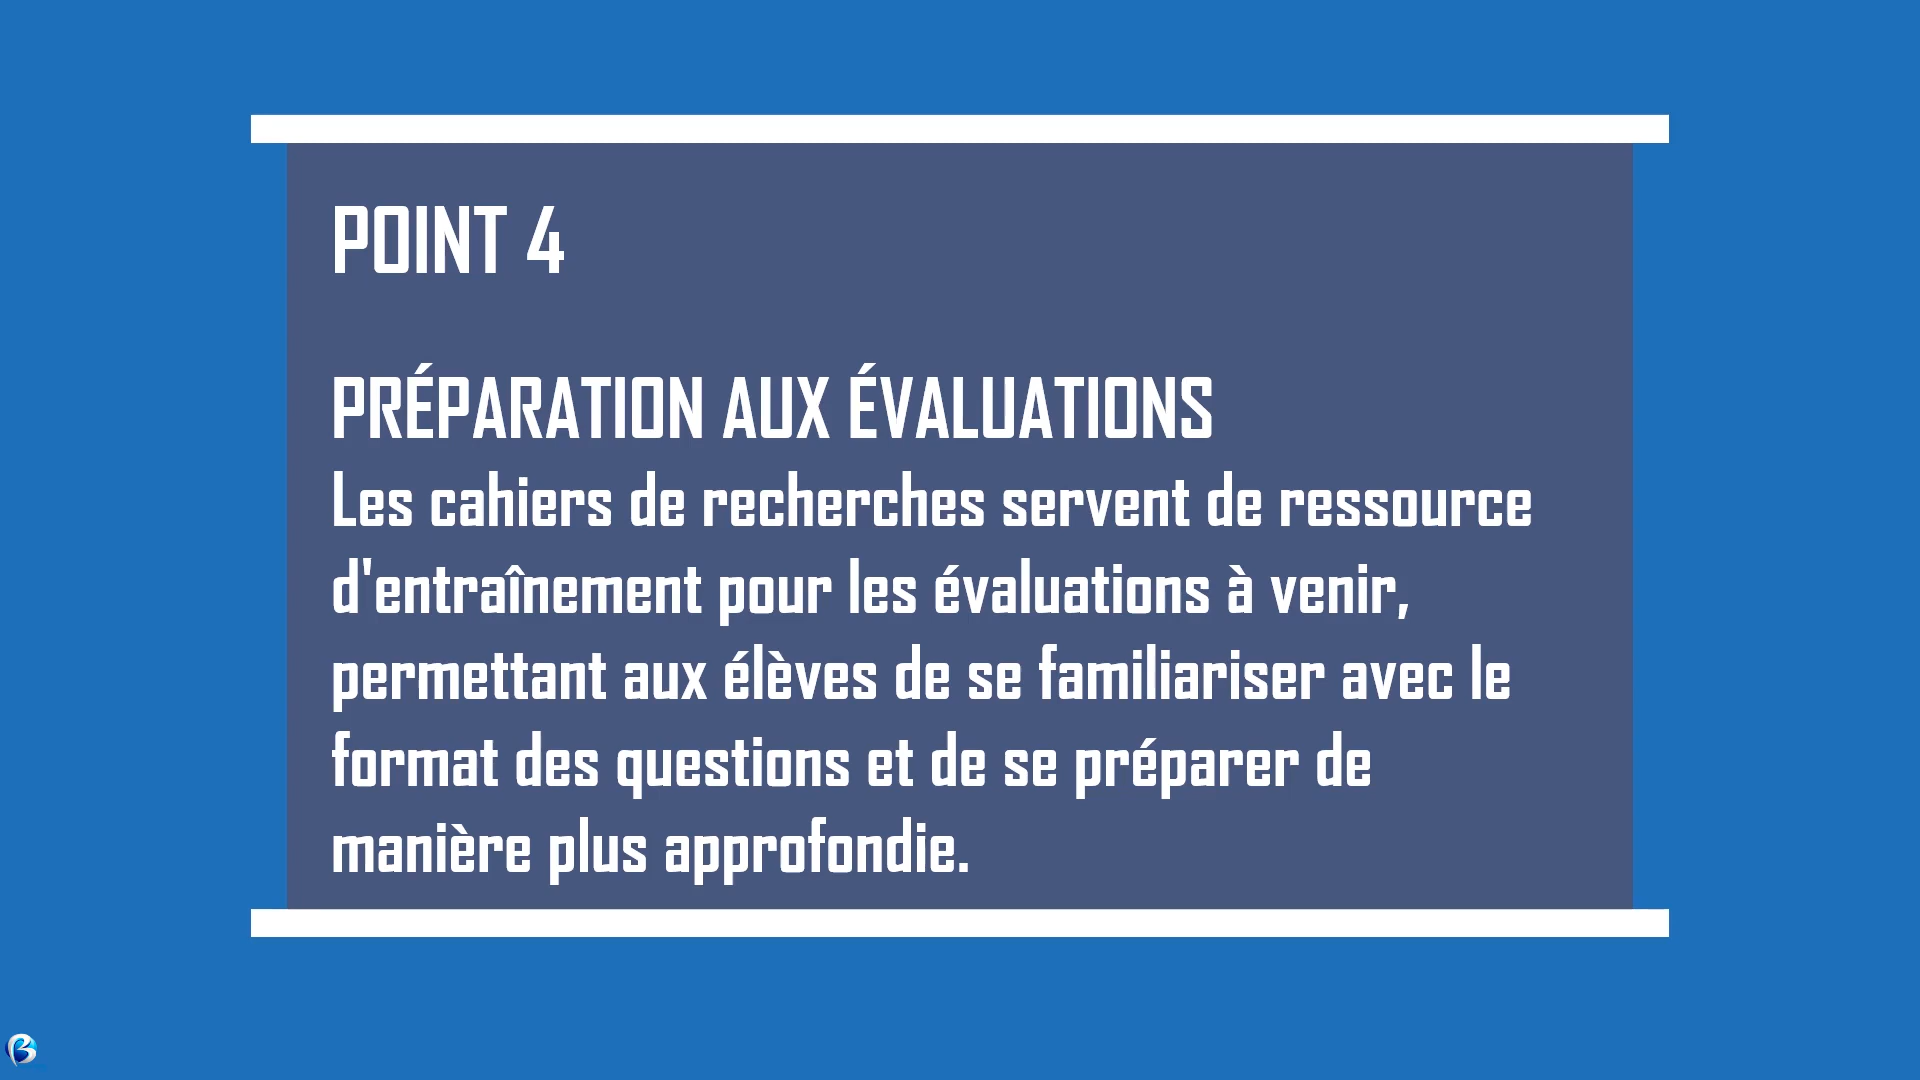 POINT 4
PRÉPARATION AUX ÉVALUATIONS
Les cahiers de recherches servent de ressource
d'entraînement pour les évaluations à venir,
permettant aux élèves de se familiariser avec le
format des questions et de se préparer de
manière plus approfondie.